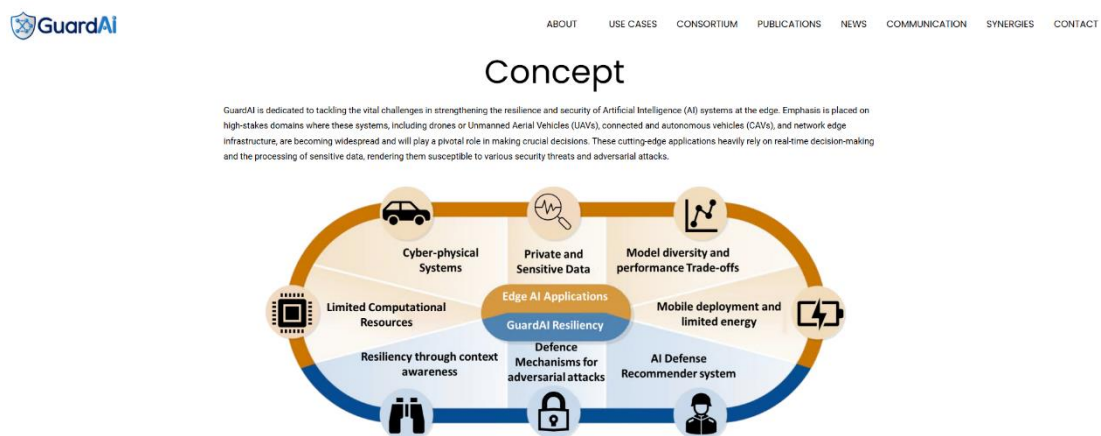 GuardAi
ABOUT USE CASES CONSORTIUM PUBLICATIONS NEWS COMMUNICATION SYNERGIES CONTACT
Concept
GuardAI is dedicated to tackling the vital challenges in strengthening the resilience and security of Artificial Intelligence (AI) systems at the edge. Emphasis is placed on
high-stakes domains where these systems, including drones or Unmanned Aerial Vehicles (UAVs), connected and autonomous vehicles (CAVs), and network edge
infrastructure, are becoming widespread and will play a pivotal role in making crucial decisions. These cutting-edge applications heavily rely on real-time decision-making
and the processing of sensitive data, rendering them susceptible to various security threats and adversarial attacks.
Cyber-physical
Systems
Private and
Sensitive Data
Model diversity and
performance Trade-offs
Limited Computational
Resources
Edge AI Applications
GuardAI Resiliency
Mobile deployment and
limited energy
Resiliency through context
awareness
Defence
Mechanisms for
adversarial attacks
AI Defense
Recommender system